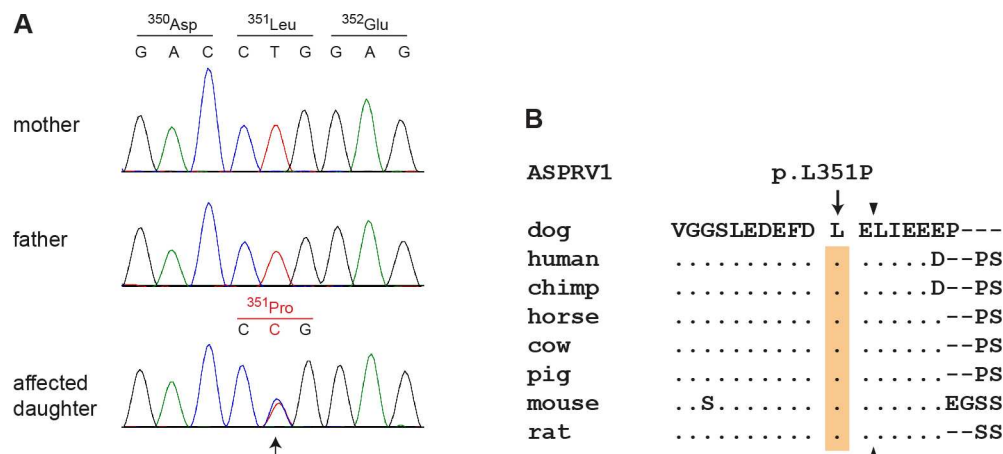 A
350Asp 351Leu 352Glu
G A C C T G G A G
mother
father
351Pro
C C G
affected
daughter
B
ASPRV1 p.L351P
dog VGGSLEDEFD L ELIEEEP---
human .......... . .....D--PS
chimp .......... . .....D--PS
horse .......... . ......--PS
cow .......... . ......--PS
pig .......... . ......--PS
mouse ..S....... . ......EGSS
rat .......... . ......--SS